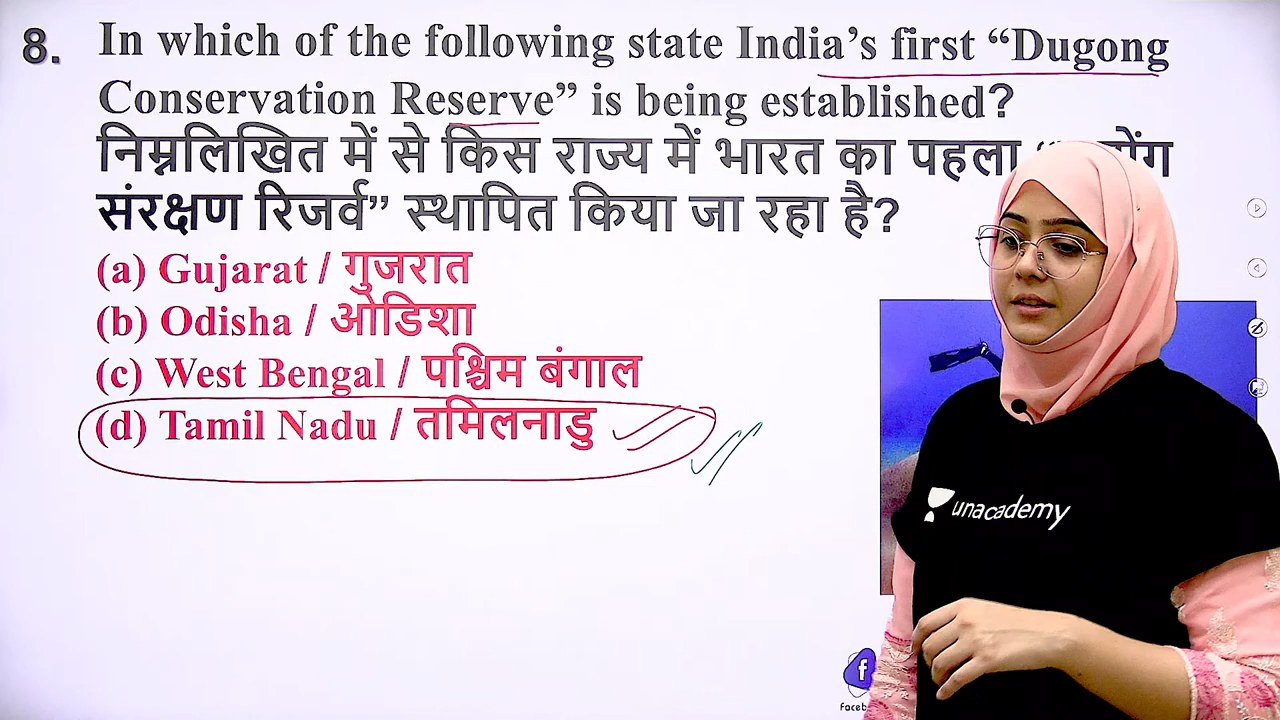 8. In which of the following state India's first “Dugong
Conservation Reserve” is being established?
निम्नलिखित में से किस राज्य में भारत का पहला
संरक्षण रिजर्व” स्थापित किया जा रहा है?
(a) Gujarat / गुजरात
(b) Odisha / ओडिशा
(c) West Bengal / पश्चिम बंगाल
(d) Tamil Nadu / तमिलनाडु
unacademy
f